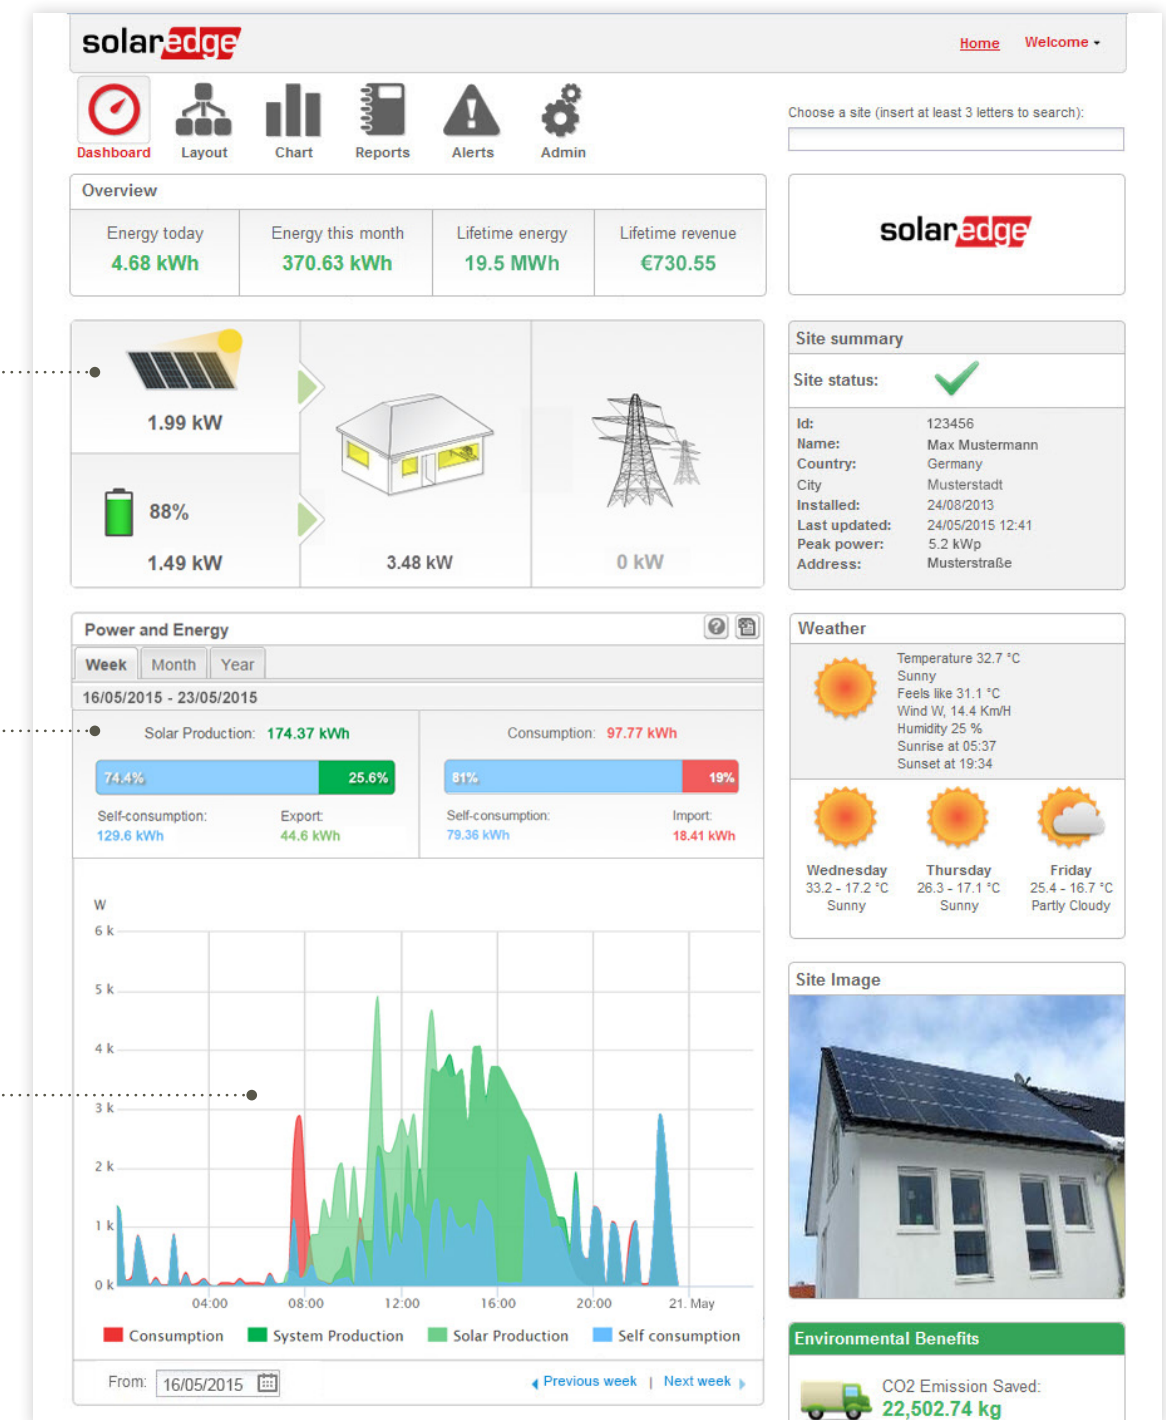 solaredge
Home Welcome
Dashboard Layout Chart Reports Alerts Admin
Choose a site (insert at least 3 letters to search):
Overview
Energy today
4.68 kWh
Energy this month
370.63 kWh
Lifetime energy
19.5 MWh
Lifetime revenue
€730.55
solaredge
1.99 kW
88%
1.49 kW
3.48 kW
0 kW
Site summary
Site status:
Id: 123456
Name: Max Mustermann
Country: Germany
City Musterstadt
Installed: 24/08/2013
Last updated: 24/05/2015 12:41
Peak power: 5.2 kWp
Address: Musterstraße
Power and Energy
?
Week Month Year
16/05/2015 - 23/05/2015
Solar Production: 174.37 kWh
74.4% 25.6%
Self-consumption: Export:
129.6 kWh 44.6 kWh
Consumption: 97.77 kWh
81% 19%
Self-consumption: Import:
79.36 kWh 18.41 kWh
W
6 k
5 k
4 k
3 k
2 k
1 k
0 k
04:00 08:00 12:00 16:00 20:00 21. May
Consumption System Production Solar Production Self consumption
From: 16/05/2015 Previous week | Next week
Weather
Temperature 32.7 °C
Sunny
Feels like 31.1 °C
Wind W, 14.4 Km/H
Humidity 25 %
Sunrise at 05:37
Sunset at 19:34
Wednesday
33.2 - 17.2 °C
Sunny
Thursday
26.3 - 17.1 °C
Sunny
Friday
25.4 - 16.7 °C
Partly Cloudy
Site Image
Environmental Benefits
CO2 Emission Saved:
22,502.74 kg